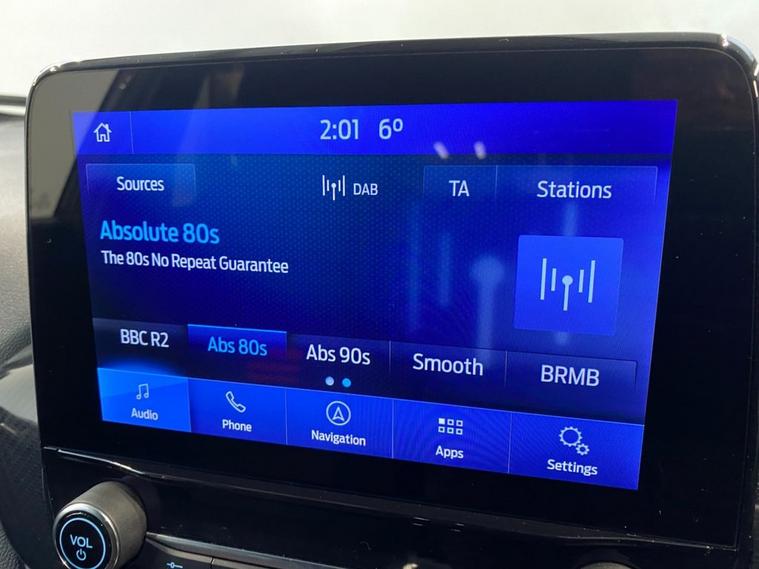 2:01 6º
Sources
DAB
TA
Stations
Absolute 80s
The 80s No Repeat Guarantee
BBC R2
Abs 80s
Abs 90s
Smooth
BRMB
Audio
Phone
Navigation
Apps
Settings
VOL